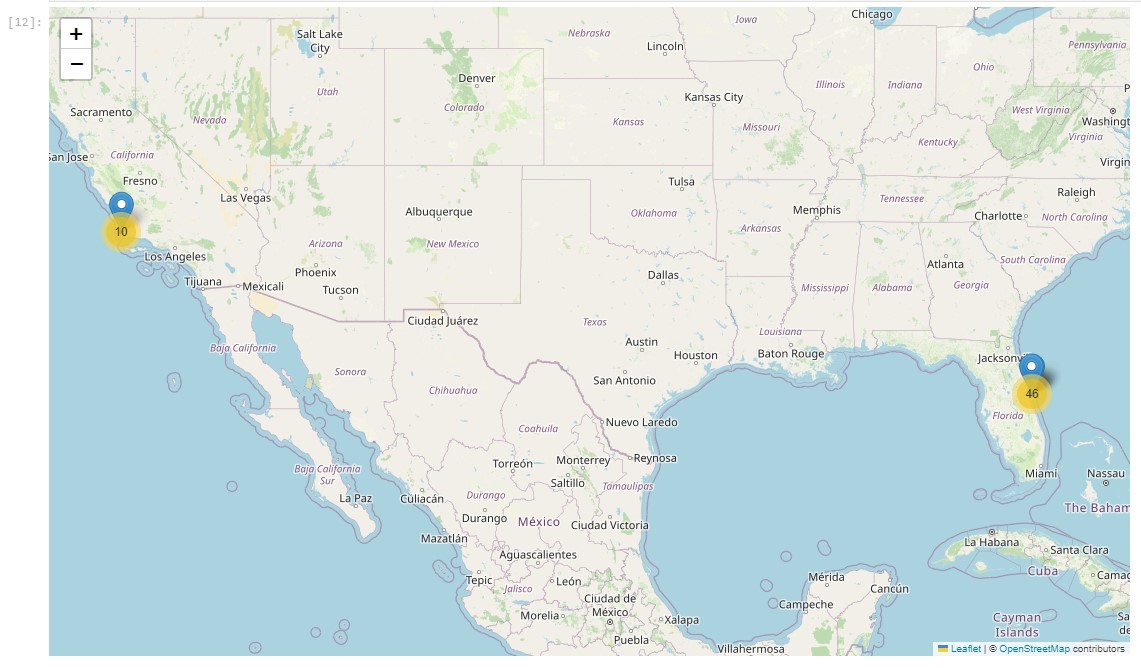 [12]:
+
−
Chicago
Iowa
Nebraska
Salt Lake
City
Lincoln
Pennsylvania
Ohio
Denver
Utah
Illinois
Indiana
Kansas City
Colorado
Sacramento
Nevada
Kansas
Missouri
West Virginia
Washingt
Kentucky
Virginia
San Jose
California
Virgin
Fresno
Las Vegas
Tulsa
Raleigh
Tennessee
Albuquerque
Oklahoma
Memphis
Charlotte
North Carolina
10
Arkansas
Arizona
New Mexico
Los Angeles
South Carolina
Atlanta
Phoenix
Dallas
Tijuana
Mexicali
Tucson
Mississippi
Alabama
Georgia
Ciudad Juárez
Texas
Louisiana
Austin
Baja California
Houston
Baton Rouge
Jacksonv
Sonora
San Antonio
Chihuahua
46
Florida
Nuevo Laredo
Coahuila
Monterrey
Reynosa
Torreón
Baja California
Sur
Saltillo
Tamaulipas
Miami
Nassau
La Paz
Culiacán
Durango
The Baham
Durango
México
Ciudad Victoria
Mazatlán
La Habana
Santa Clara
Aguascalientes
Cuba
Camag
Tepic
Jalisco
León
Mérida
Cancún
Ciudad de
México
Campeche
Morelia
Xalapa
Cayman
Islands
Sa
de
Puebla
Villahermosa
Leaflet | © OpenStreetMap contributors